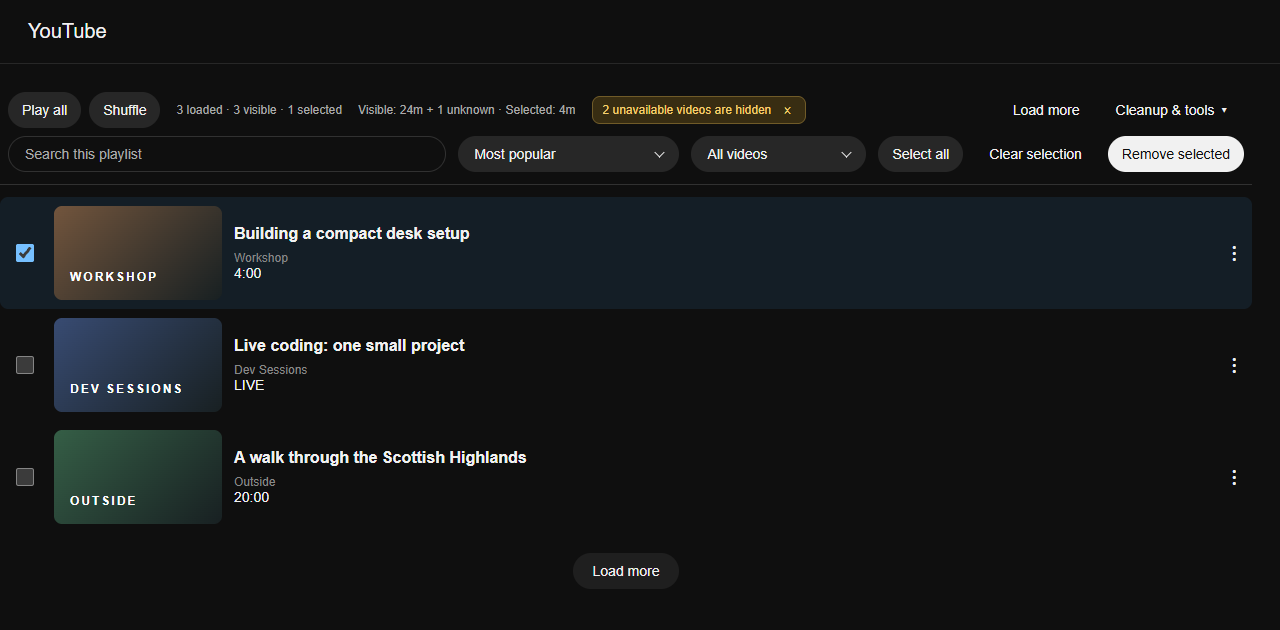 YouTube
Play all
Shuffle
3 loaded · 3 visible · 1 selected
Visible: 24m + 1 unknown · Selected: 4m
2 unavailable videos are hidden x
Load more
Cleanup & tools ▾
Search this playlist
Most popular
All videos
Select all
Clear selection
Remove selected
WORKSHOP
Building a compact desk setup
Workshop
4:00
DEV SESSIONS
Live coding: one small project
Dev Sessions
LIVE
OUTSIDE
A walk through the Scottish Highlands
Outside
20:00
Load more